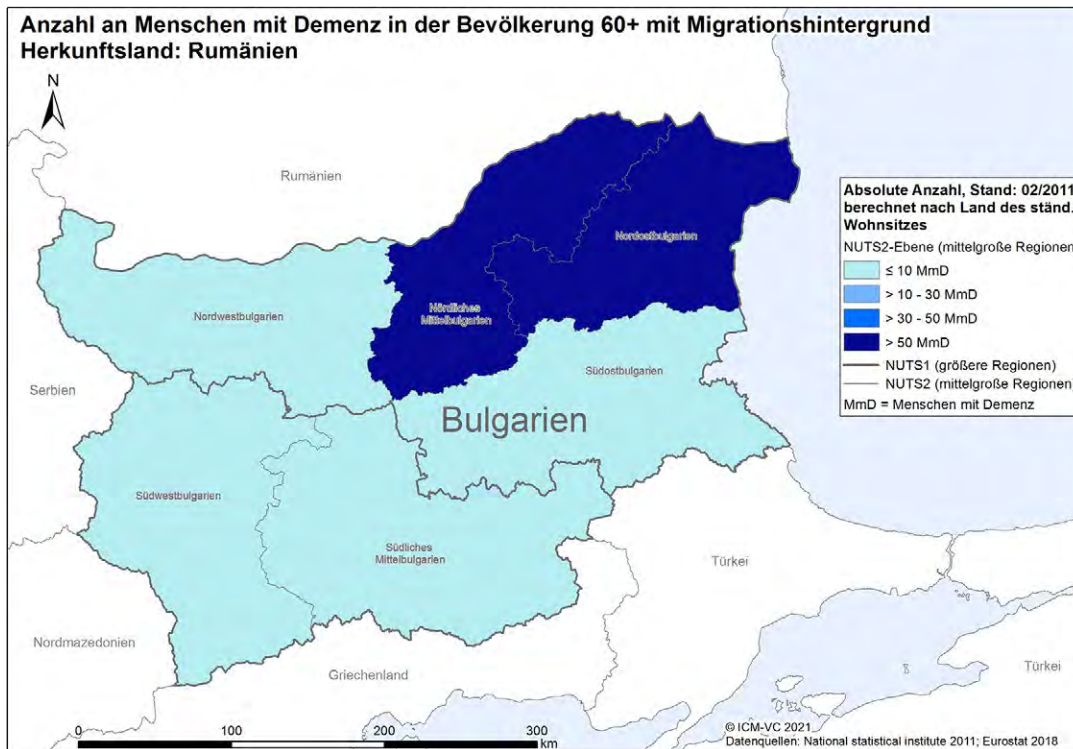 Anzahl an Menschen mit Demenz in der Bevölkerung 60+ mit Migrationshintergrund
Herkunftsland: Rumänien
N
Rumänien
Absolute Anzahl, Stand: 02/2011
berechnet nach Land des ständ.
Wohnsitzes
NUTS2-Ebene (mittelgroße Regionen
≤ 10 MmD
> 10 - 30 MmD
> 30 - 50 MmD
> 50 MmD
NUTS1 (größere Regionen)
NUTS2 (mittelgroße Regionen)
MmD = Menschen mit Demenz
Nordostbulgarien
Nordwestbulgarien
Nördliches
Mittelbulgarien
Serbien
Südostbulgarien
Bulgarien
Südwestbulgarien
Südliches
Mittelbulgarien
Türkei
Nordmazedonien
Griechenland
Türkei
0 100 200 300
km
© ICM-VC 2021
Datenquellen: National statistical institute 2011; Eurostat 2018